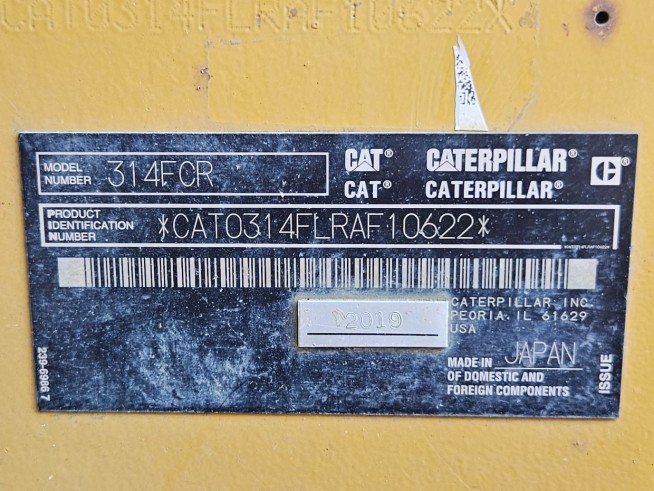 CAT0314FLRAF10622X
MODEL NUMBER 314FCR
CAT® CATERPILLAR®
CAT® CATERPILLAR®
PRODUCT IDENTIFICATION NUMBER *CAT0314FLRAF10622*
CATERPILLAR INC.
PEORIA, IL 61629
USA
2019
MADE IN JAPAN
OF DOMESTIC AND
FOREIGN COMPONENTS
239-6986 7
ISSUE